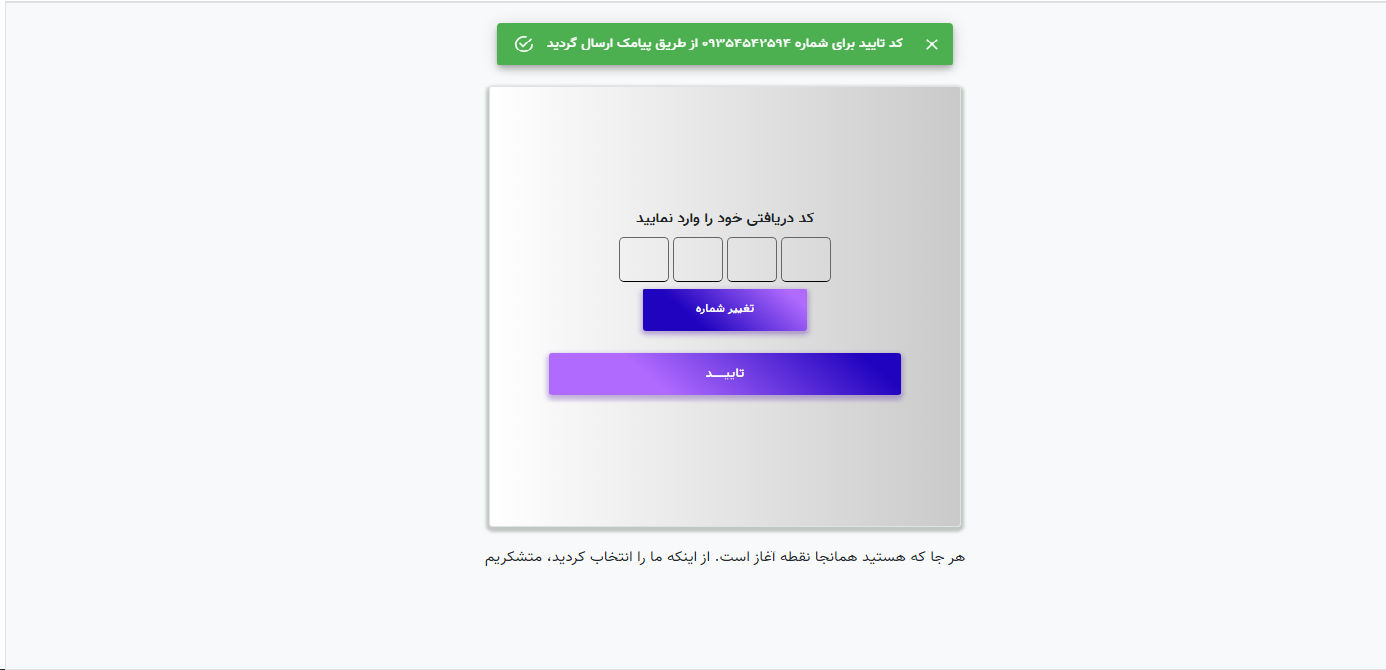 کد تایید برای شماره ۰۹۳۵۴۵۴۲۵۹۴ از طریق پیامک ارسال گردید
کد دریافتی خود را وارد نمایید
تغییر شماره
تاییـــد
هر جا که هستید همانجا نقطه آغاز است. از اینکه ما را انتخاب کردید، متشکریم